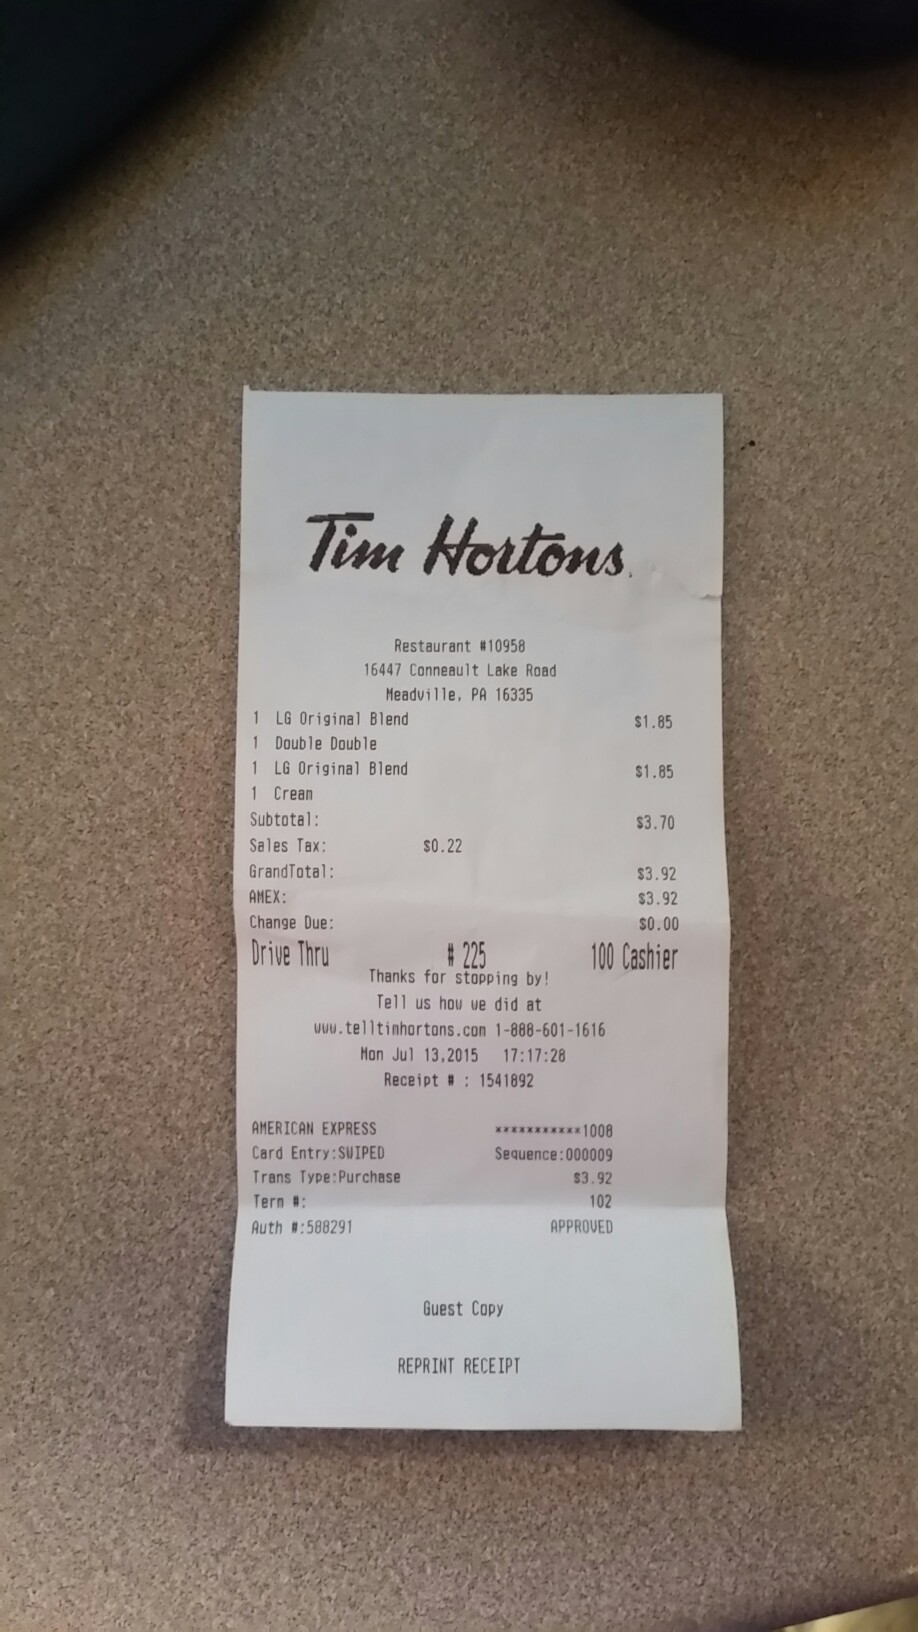 Tim Hortons.
Restaurant #10958
16447 Conneault Lake Road
Meadville, PA 16335
1 LG Original Blend $1.85
1 Double Double
1 LG Original Blend $1.85
1 Cream
Subtotal: $3.70
Sales Tax: $0.22
GrandTotal: $3.92
AMEX: $3.92
Change Due: $0.00
Drive Thru # 225 100 Cashier
Thanks for stopping by!
Tell us how we did at
www.telltimhortons.com 1-888-601-1616
Mon Jul 13,2015 17:17:28
Receipt # : 1541892
AMERICAN EXPRESS ***********1008
Card Entry:SWIPED Sequence:000009
Trans Type:Purchase $3.92
Term #: 102
Auth #:588291 APPROVED
Guest Copy
REPRINT RECEIPT